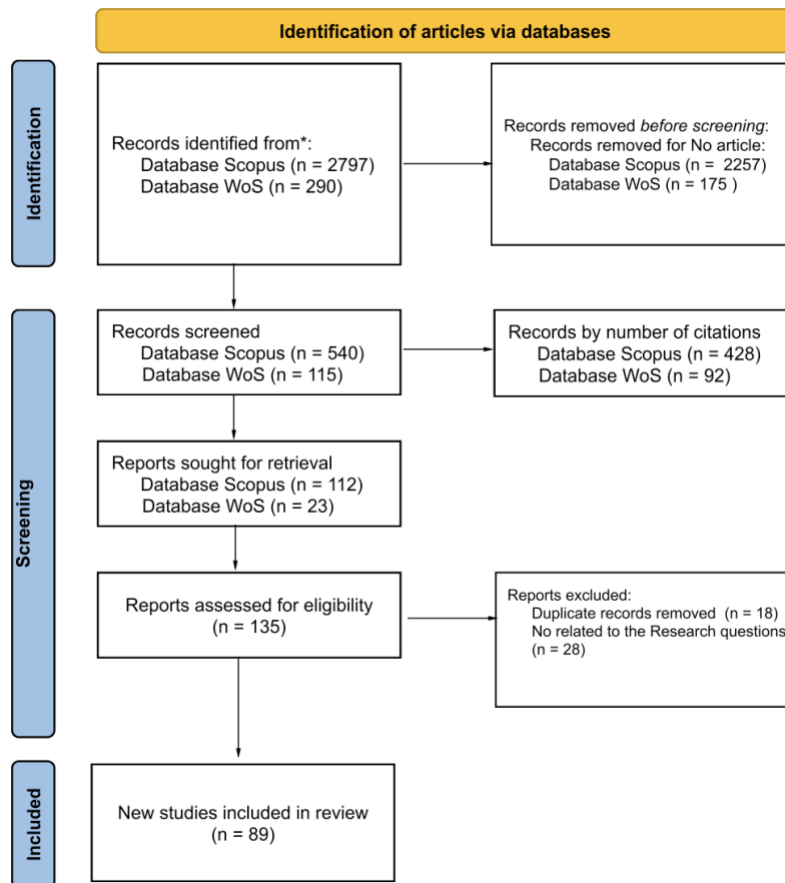 Identification of articles via databases
Identification
Records identified from*:
Database Scopus (n = 2797)
Database WoS (n = 290)
Records removed before screening:
Records removed for No article:
Database Scopus (n = 2257)
Database WoS (n = 175 )
Screening
Records screened
Database Scopus (n = 540)
Database WoS (n = 115)
Records by number of citations
Database Scopus (n = 428)
Database WoS (n = 92)
Reports sought for retrieval
Database Scopus (n = 112)
Database WoS (n = 23)
Reports assessed for eligibility
(n = 135)
Reports excluded:
Duplicate records removed (n = 18)
No related to the Research questions
(n = 28)
Included
New studies included in review
(n = 89)